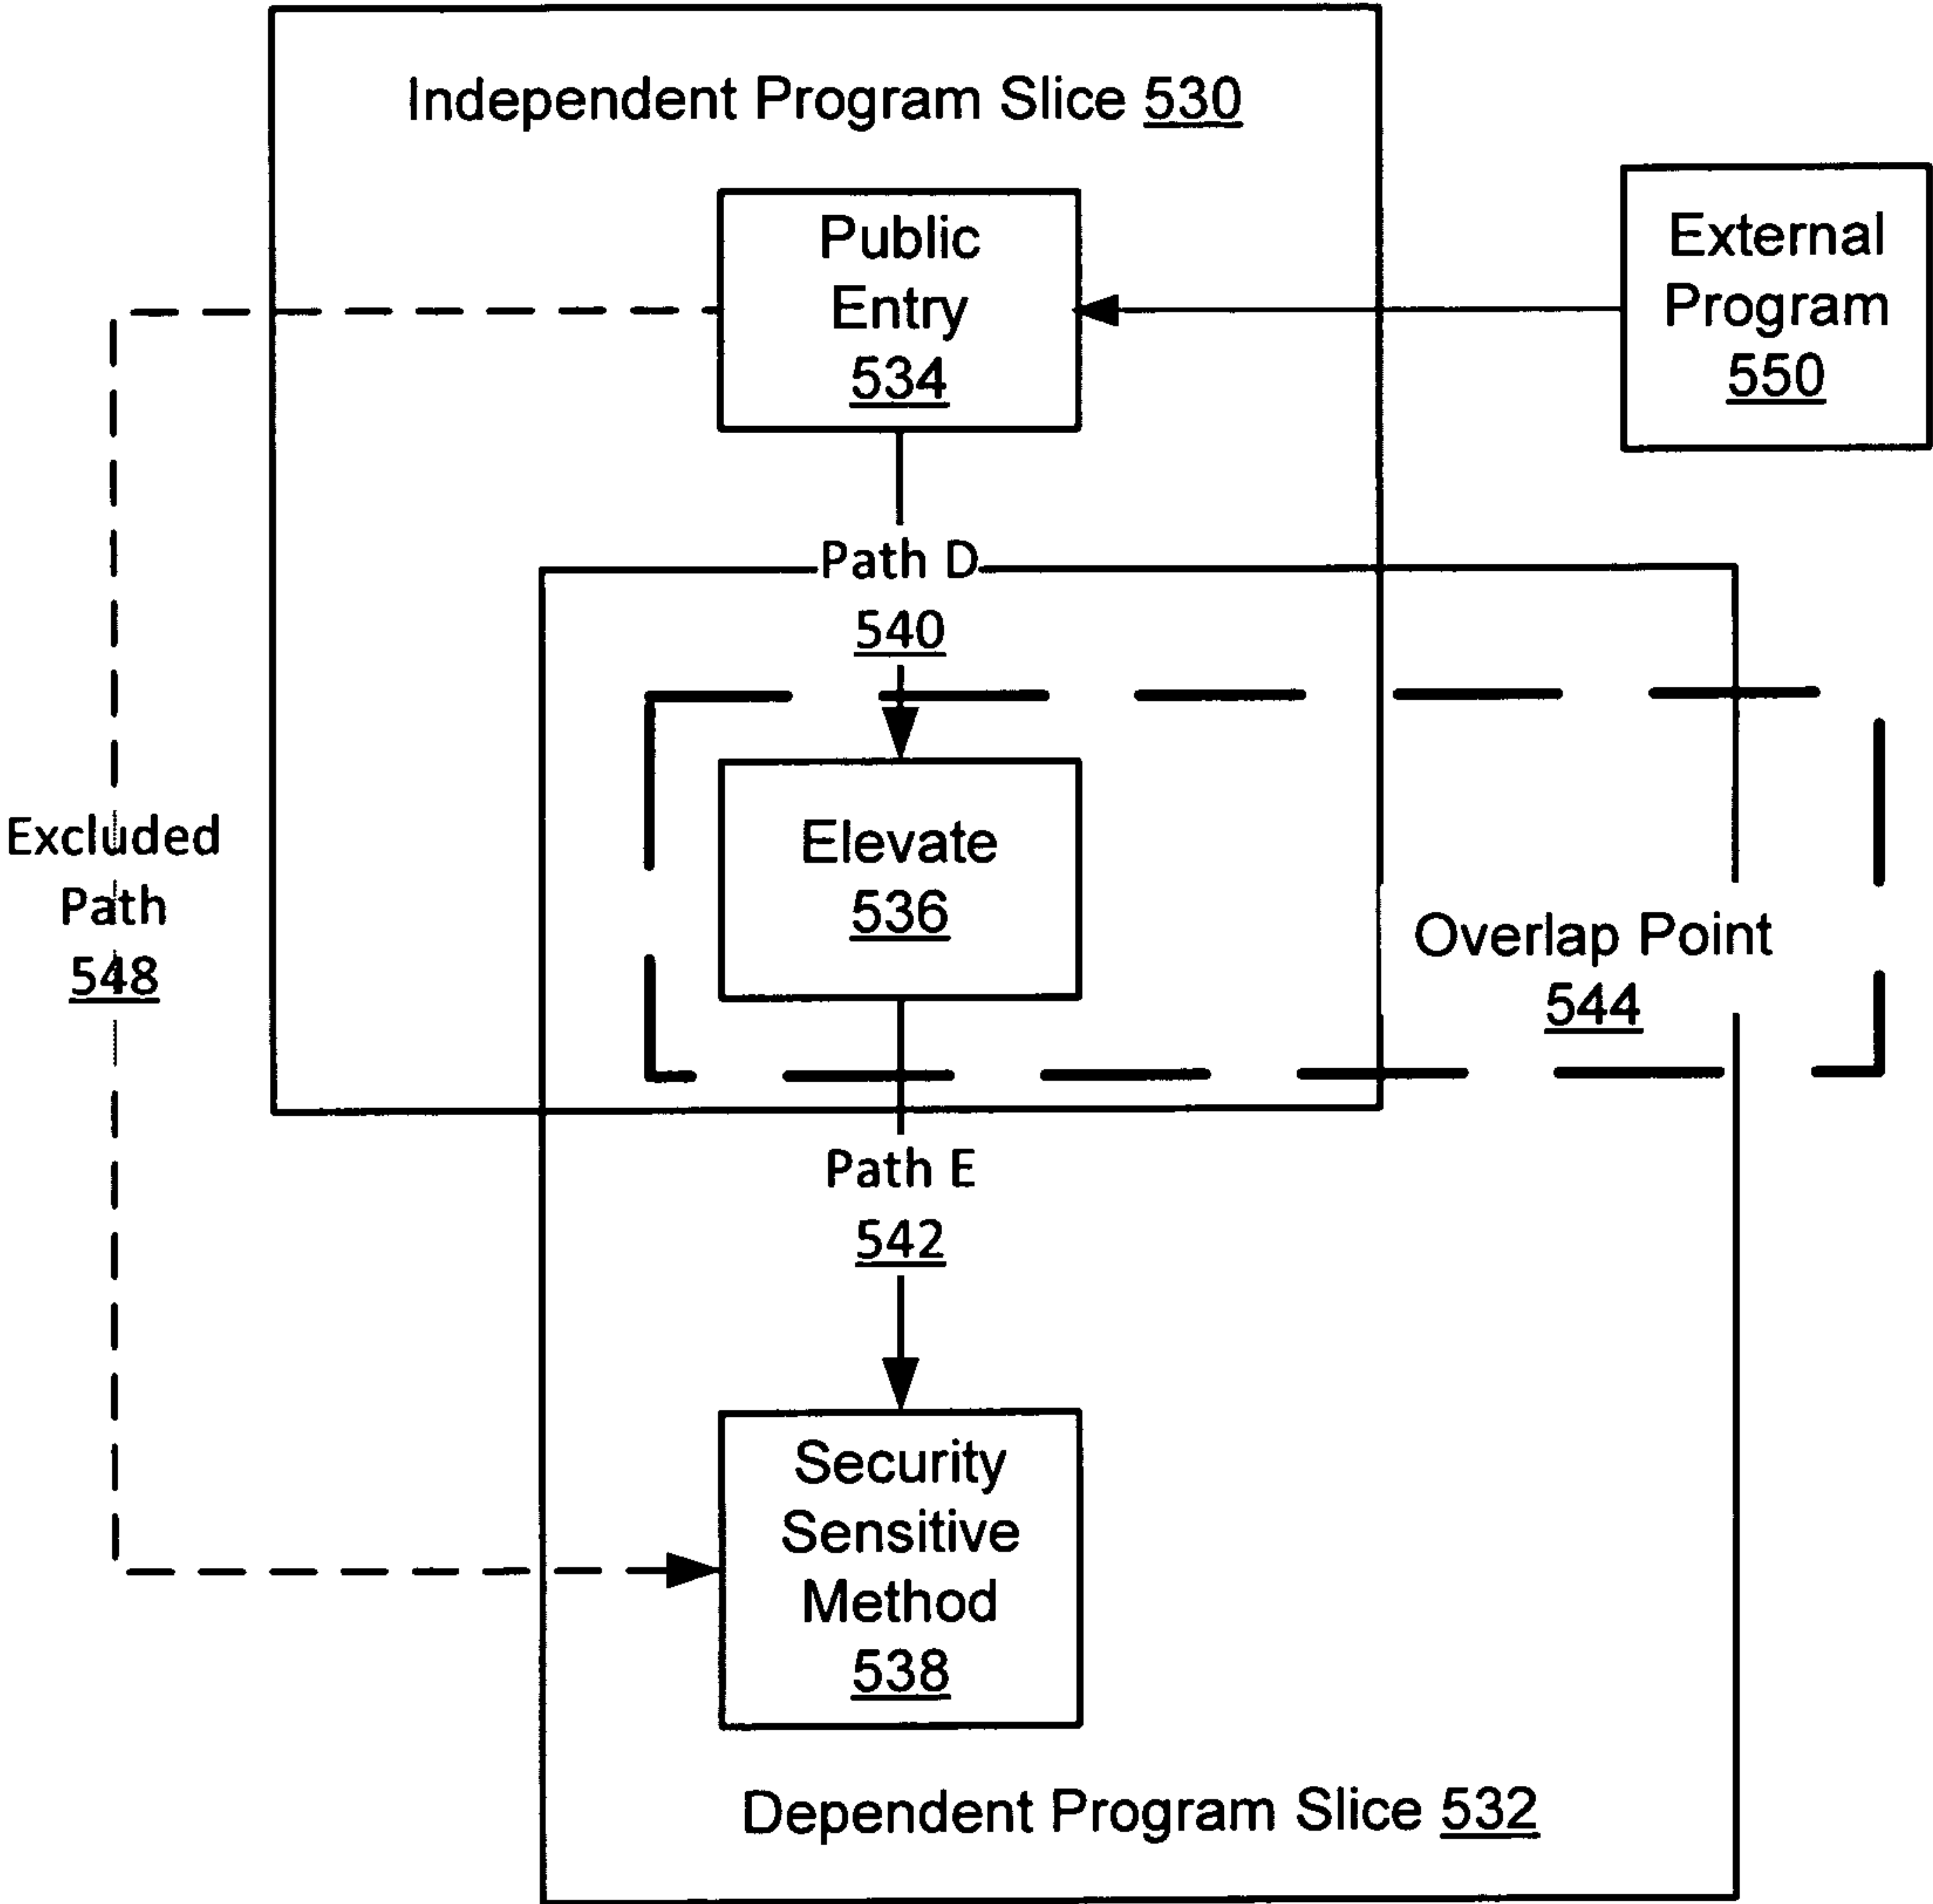 Independent Program Slice 530
Public
Entry
534
External
Program
550
Path D
540
Elevate
536
Excluded
Path
548
Overlap Point
544
Path E
542
Security
Sensitive
Method
538
Dependent Program Slice 532